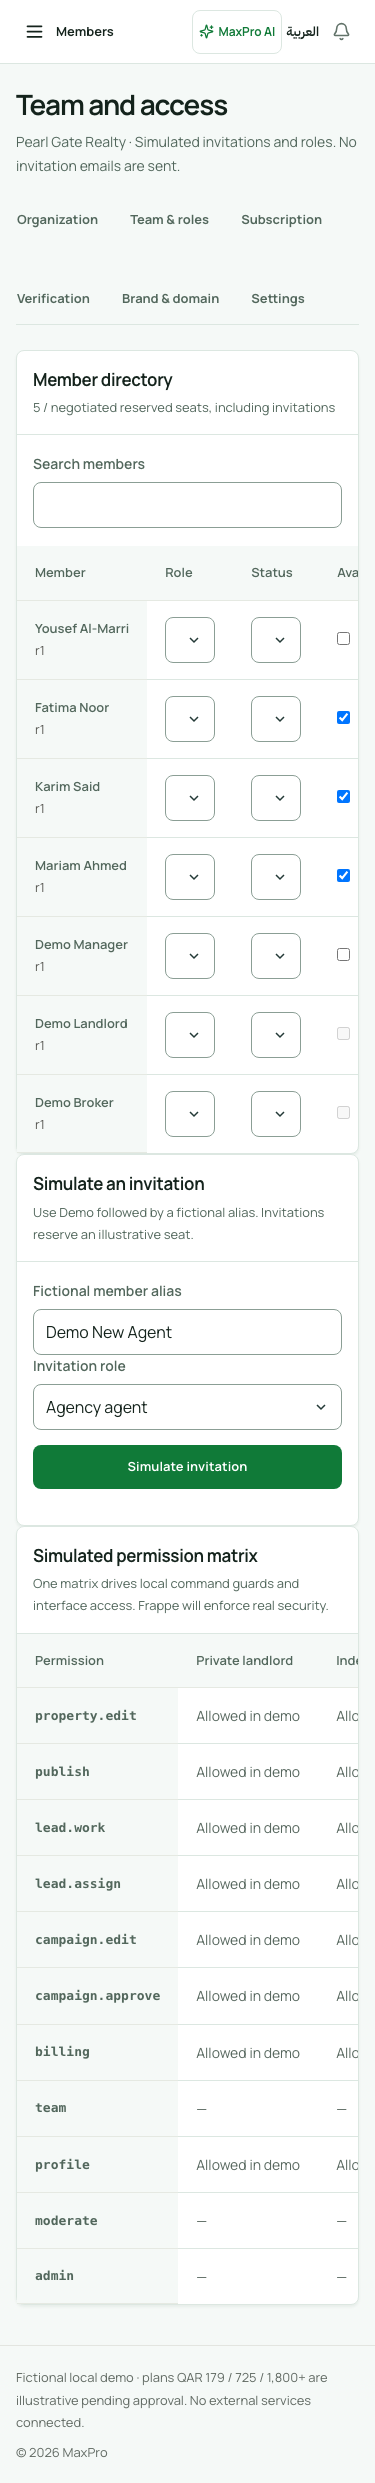 Members
MaxPro AI
العربية
Team and access
Pearl Gate Realty · Simulated invitations and roles. No
invitation emails are sent.
Organization Team & roles Subscription
Verification Brand & domain Settings
Member directory
5 / negotiated reserved seats, including invitations
Search members
Member Role Status Ava
Yousef Al-Marri
r1
Fatima Noor
r1
Karim Said
r1
Mariam Ahmed
r1
Demo Manager
r1
Demo Landlord
r1
Demo Broker
r1
Simulate an invitation
Use Demo followed by a fictional alias. Invitations
reserve an illustrative seat.
Fictional member alias
Demo New Agent
Invitation role
Agency agent
Simulate invitation
Simulated permission matrix
One matrix drives local command guards and
interface access. Frappe will enforce real security.
Permission Private landlord Inde
property.edit Allowed in demo Allo
publish Allowed in demo Allo
lead.work Allowed in demo Allo
lead.assign Allowed in demo Allo
campaign.edit Allowed in demo Allo
campaign.approve Allowed in demo Allo
billing Allowed in demo Allo
team — —
profile Allowed in demo Allo
moderate — —
admin — —
Fictional local demo · plans QAR 179 / 725 / 1,800+ are
illustrative pending approval. No external services
connected.
© 2026 MaxPro